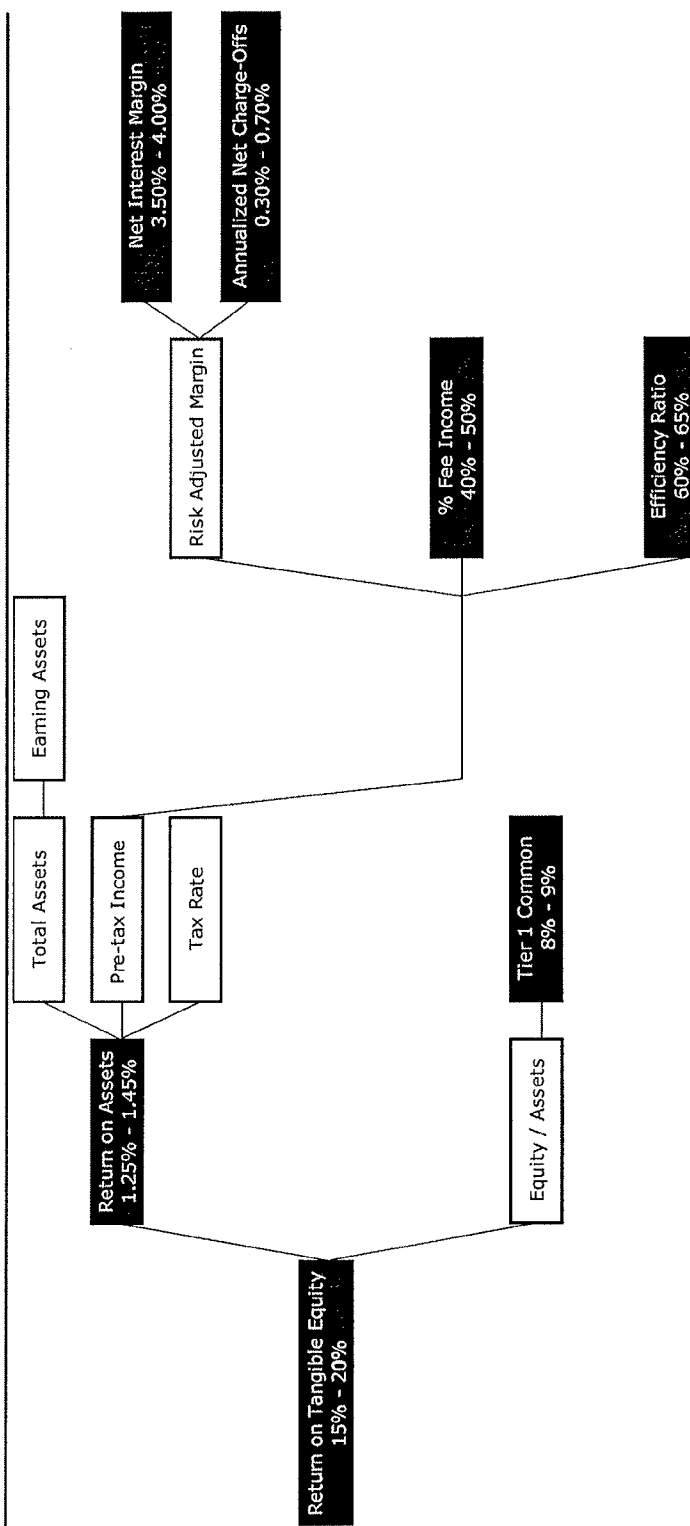 Return on Tangible Equity
15% - 20%
Return on Assets
1.25% - 1.45%
Equity / Assets
Total Assets
Pre-tax Income
Tax Rate
Tier 1 Common
8% - 9%
Earning Assets
Risk Adjusted Margin
% Fee Income
40% - 50%
Efficiency Ratio
60% - 65%
Net Interest Margin
3.50% - 4.00%
Annualized Net Charge-Offs
0.30% - 0.70%